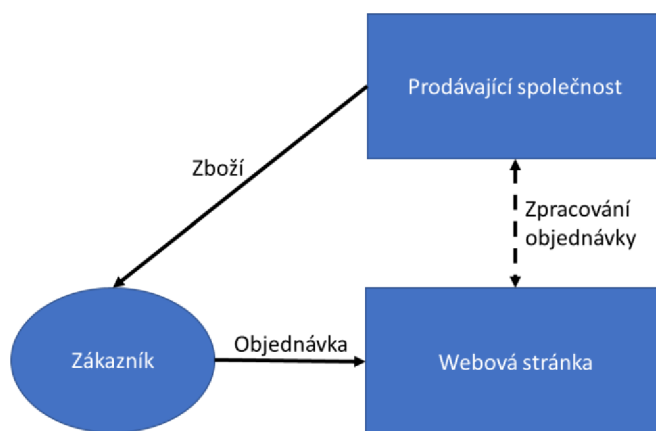 Prodávající společnost
Zboží
Zpracování
objednávky
Objednávka
Zákazník
Webová stránka